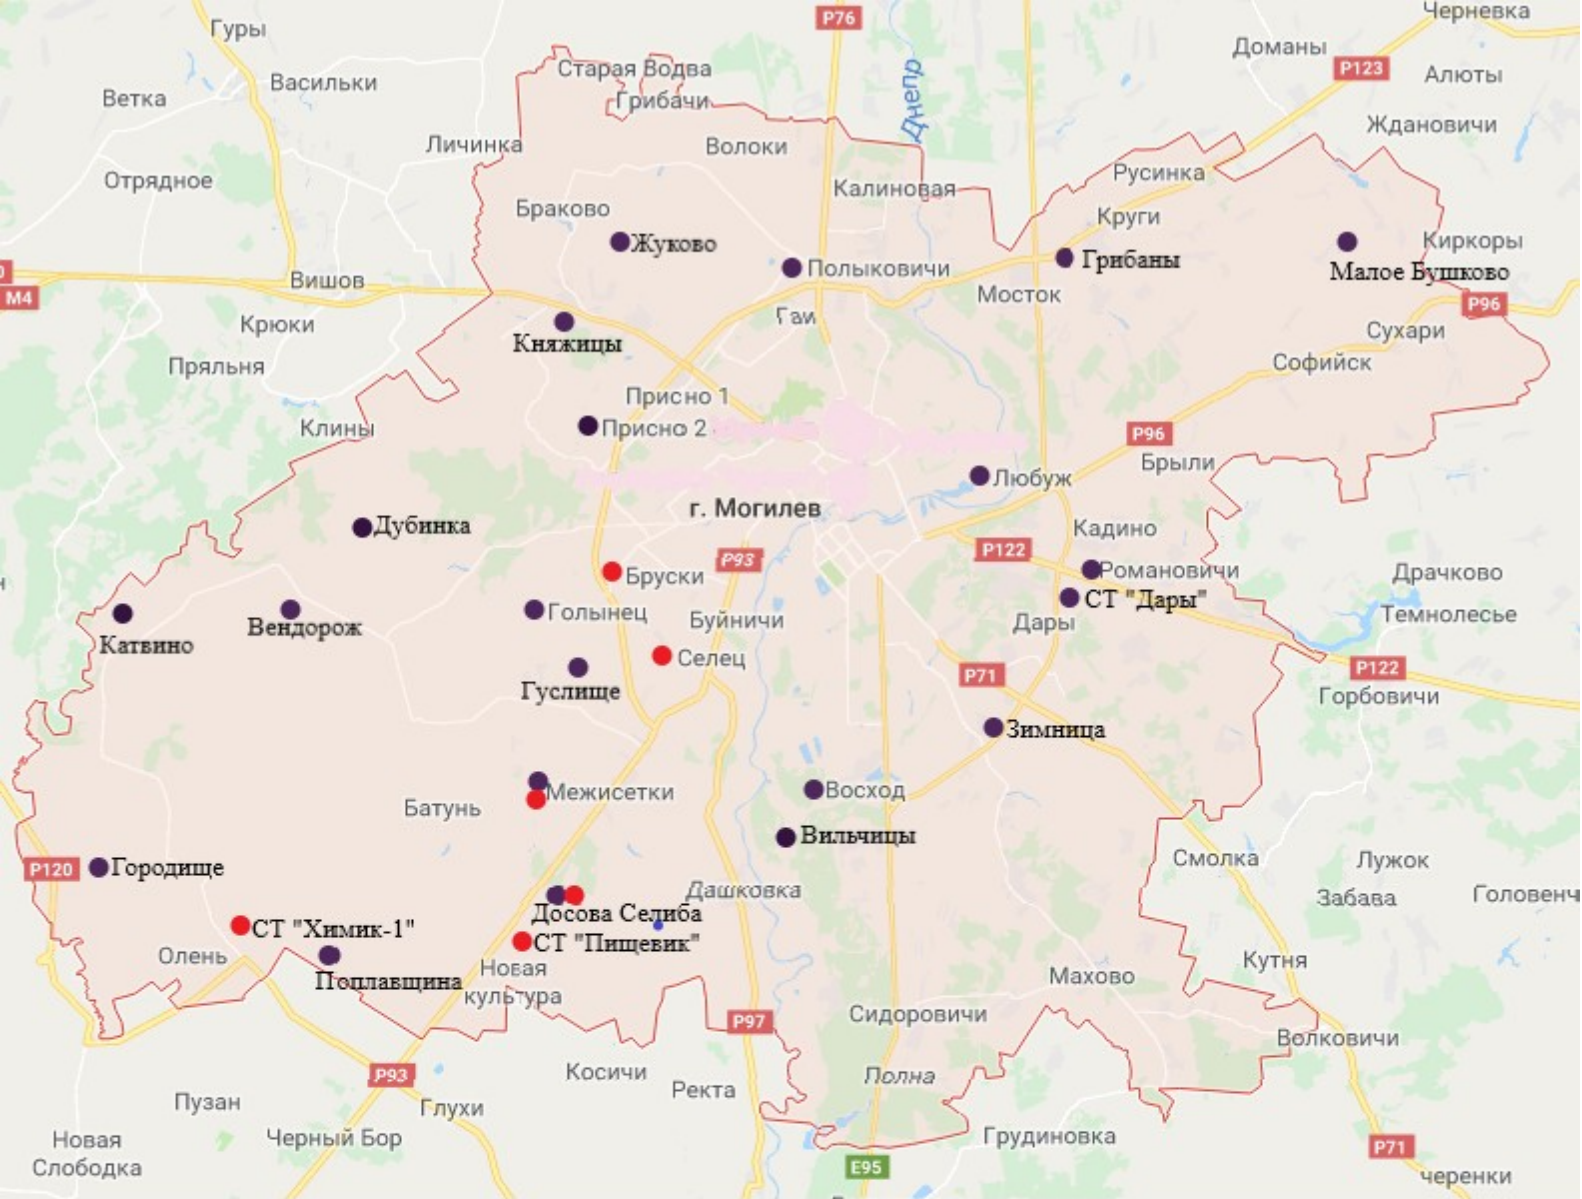 Р76
Черневка
Гуры
Доманы
Р123
Алюты
Старая Водва
Васильки
Ветка
Грибачи
Днепр
Ждановичи
Личинка
Волоки
Отрядное
Русинка
Калиновая
Браково
Круги
Жуково
Киркоры
Полыковичи
Грибаны
Малое Бушково
М4
Вишов
Мосток
Р96
Крюки
Гаи
Сухари
Княжицы
Софийск
Пряльня
Присно 1
Клины
Присно 2
Р96
Брыли
Любуж
г. Могилев
Дубинка
Кадино
Р122
Р93
Бруски
Романовичи
Драчково
СТ "Дары"
Голынец
Буйничи
Дары
Темнолесье
Вендорож
Катвино
Селец
Р122
Р71
Гуслище
Горбовичи
Зимница
Межисетки
Восход
Батунь
Вильчицы
Смолка
Лужок
Р120
Городище
Дашковка
Забава
Головенч
Досова Селиба
СТ "Химик-1"
СТ "Пищевик"
Олень
Кутня
Новая
культура
Поплавщина
Махово
Сидоровичи
Р97
Волковичи
Косичи
Р93
Полна
Ректа
Пузан
Глухи
Новая
Слободка
Черный Бор
Грудиновка
Р71
Е95
черенки